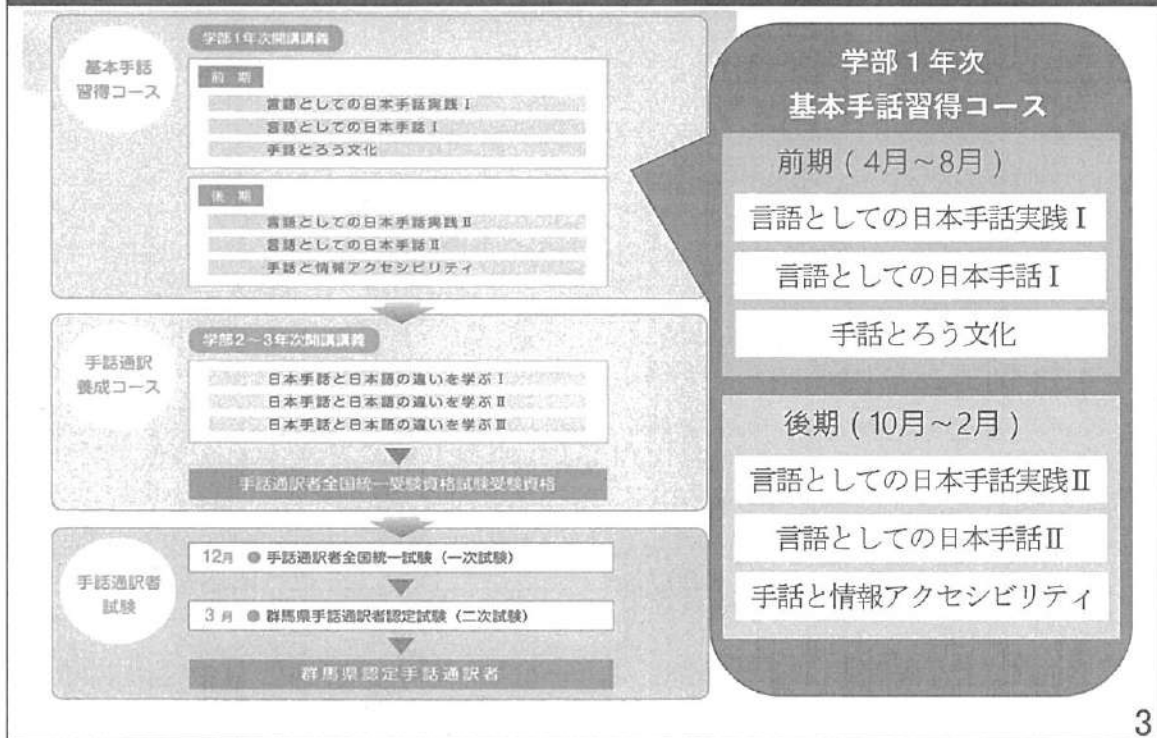 基本手話
習得コース
学部1年次開講講義
前 期
言語としての日本手話実践Ⅰ
言語としての日本手話Ⅰ
手話とろう文化
後 期
言語としての日本手話実践Ⅱ
言語としての日本手話Ⅱ
手話と情報アクセシビリティ
手話通訳
養成コース
学部2～3年次開講講義
日本手話と日本語の違いを学ぶⅠ
日本手話と日本語の違いを学ぶⅡ
日本手話と日本語の違いを学ぶⅢ
手話通訳者全国統一受験資格試験受験資格
手話通訳者
試験
12月 ● 手話通訳者全国統一試験（一次試験）
3月 ● 群馬県手話通訳者認定試験（二次試験）
群馬県認定手話通訳者
学部1年次
基本手話習得コース
前期 ( 4月～8月 )
言語としての日本手話実践Ⅰ
言語としての日本手話Ⅰ
手話とろう文化
後期 ( 10月～2月 )
言語としての日本手話実践Ⅱ
言語としての日本手話Ⅱ
手話と情報アクセシビリティ
3